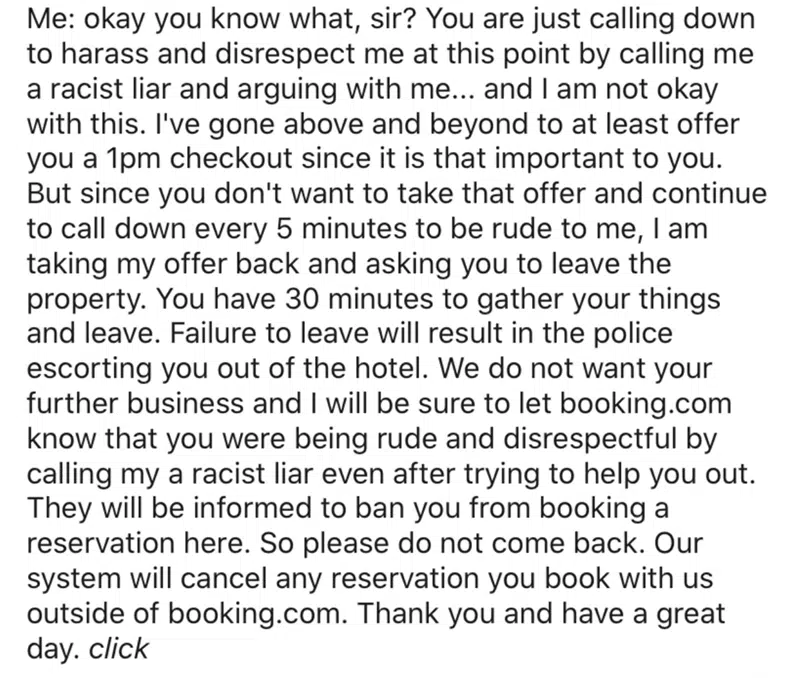 Me: okay you know what, sir? You are just calling down
to harass and disrespect me at this point by calling me
a racist liar and arguing with me... and I am not okay
with this. I've gone above and beyond to at least offer
you a 1pm checkout since it is that important to you.
But since you don't want to take that offer and continue
to call down every 5 minutes to be rude to me, I am
taking my offer back and asking you to leave the
property. You have 30 minutes to gather your things
and leave. Failure to leave will result in the police
escorting you out of the hotel. We do not want your
further business and I will be sure to let booking.com
know that you were being rude and disrespectful by
calling my a racist liar even after trying to help you out.
They will be informed to ban you from booking a
reservation here. So please do not come back. Our
system will cancel any reservation you book with us
outside of booking.com. Thank you and have a great
day. click